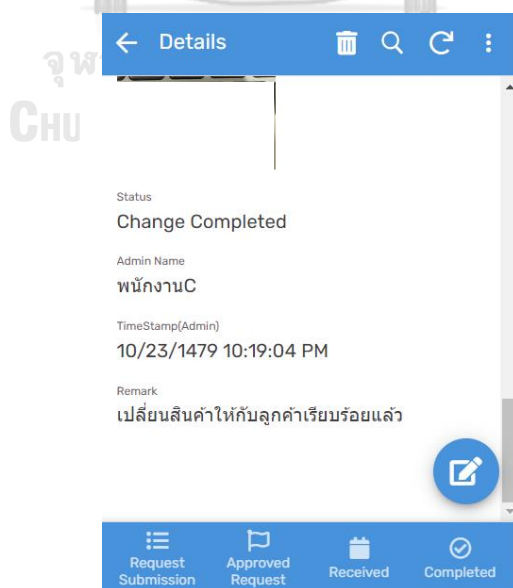 Details
จุฬ
CHU
Status
Change Completed
Admin Name
พนักงานC
TimeStamp(Admin)
10/23/1479 10:19:04 PM
Remark
เปลี่ยนสินค้าให้กับลูกค้าเรียบร้อยแล้ว
Request Submission
Approved Request
Received
Completed